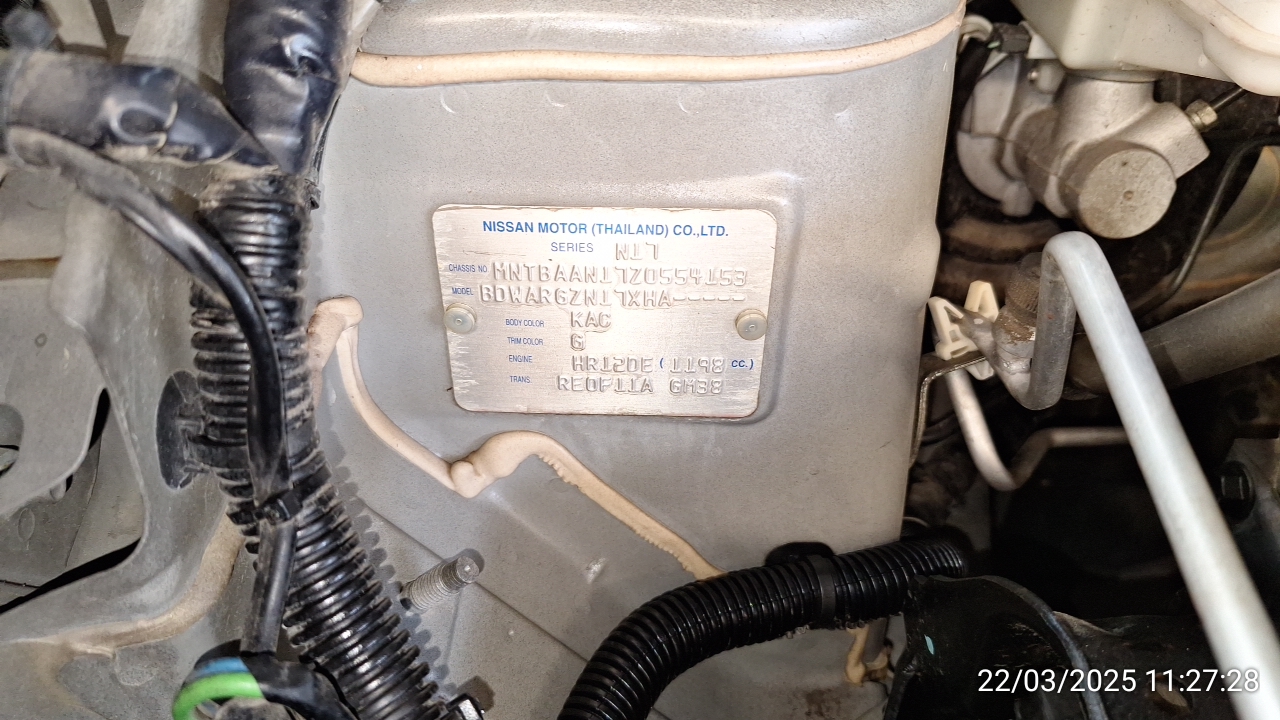 NISSAN MOTOR (THAILAND) CO.,LTD.
SERIES N17
CHASSIS NO. MNTBAAN17Z0554153
MODEL BDWARGZN17XHA-----
BODY COLOR KAC
TRIM COLOR G
ENGINE HR12DE ( 1198 CC.)
TRANS. RE0F11A GM38
22/03/2025 11:27:28